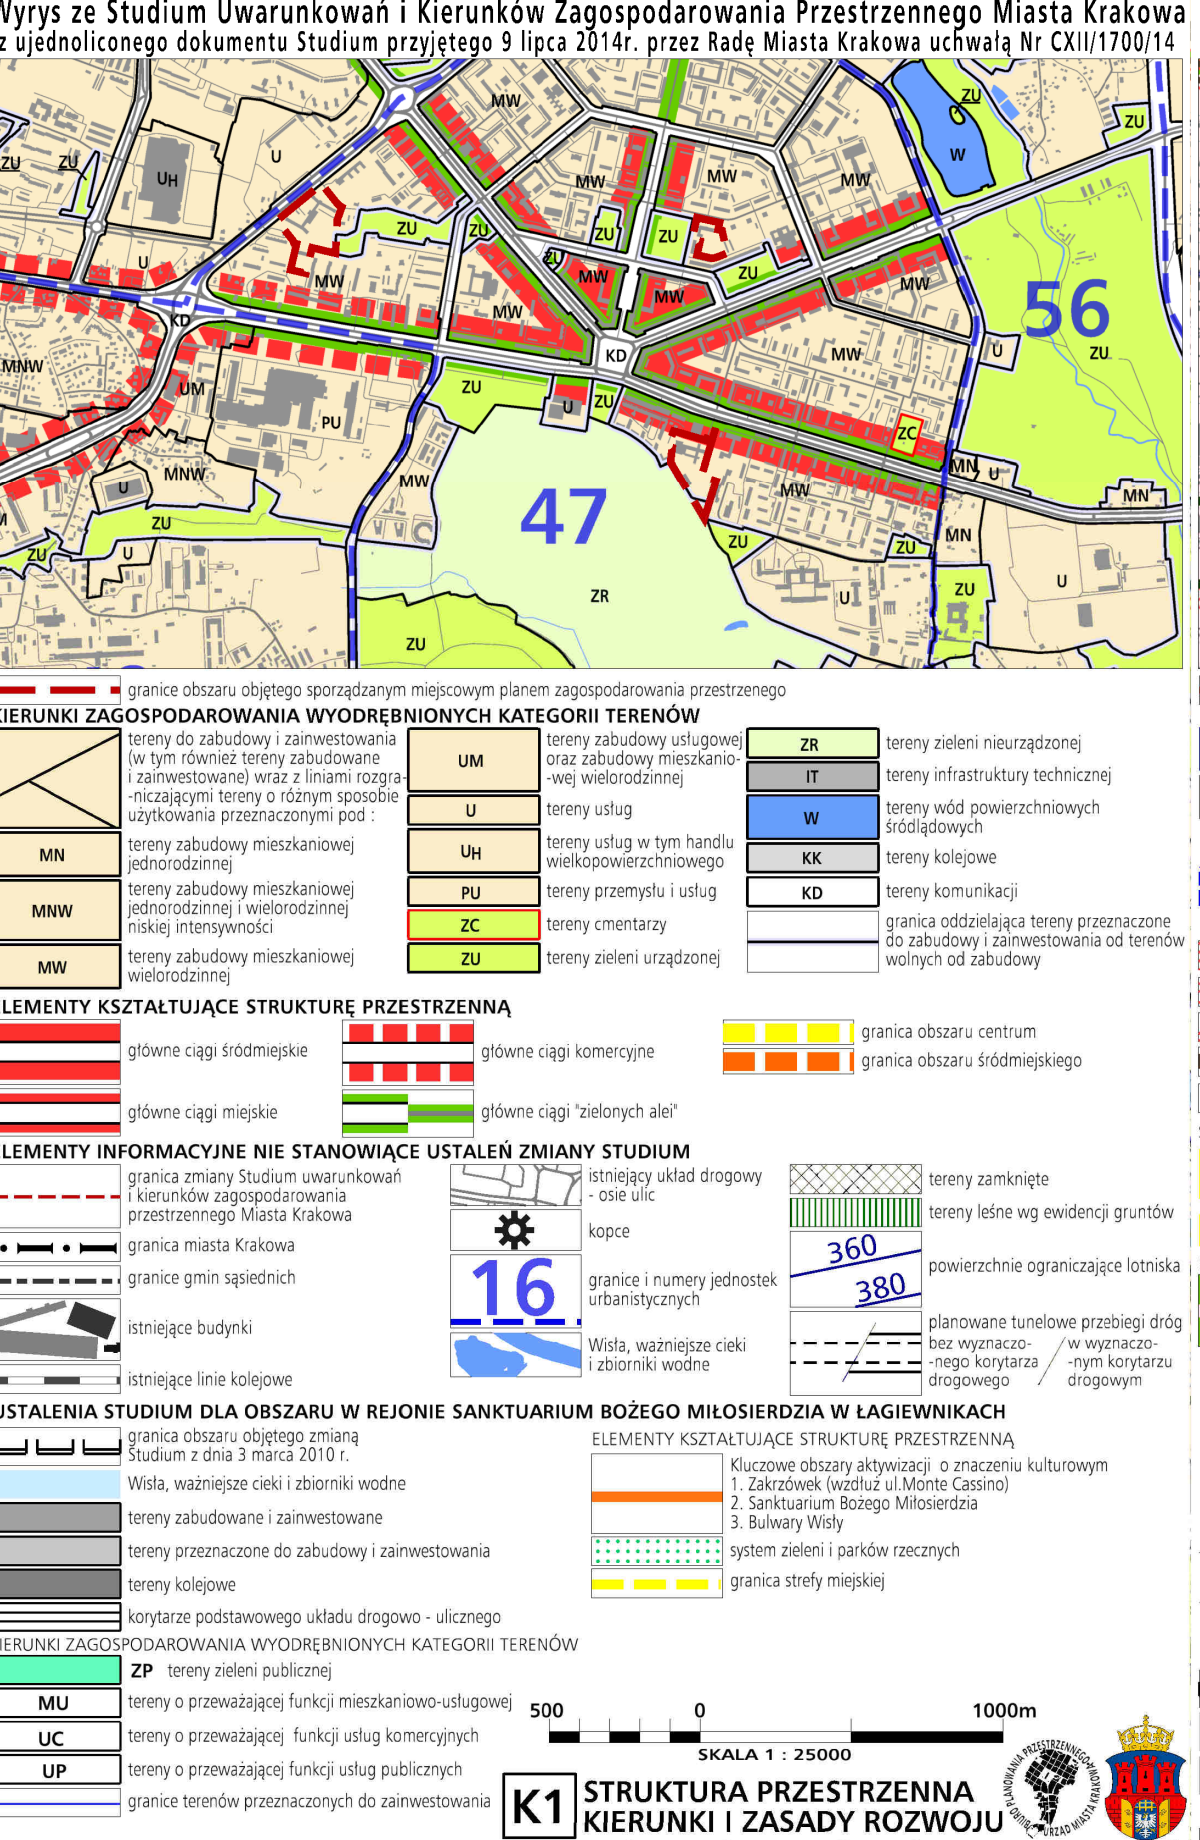 Wyrys ze Studium Uwarunkowań i Kierunków Zagospodarowania Przestrzennego Miasta Krakowa
z ujednoliconego dokumentu Studium przyjętego 9 lipca 2014r. przez Radę Miasta Krakowa uchwałą Nr CXII/1700/14
MW
ZU
ZU
ZU
ZU
UH
U
W
MW
MW
MW
ZU
ZU
ZU
ZU
ZU
ZU
U
MW
MW
MW
MW
MW
56
KD
KD
MNW
UM
PU
ZU
U
ZU
MW
U
ZU
ZC
MNW
U
MW
47
MW
MN
U
MN
ZU
ZU
U
ZU
ZU
MN
ZR
U
ZU
U
ZU
granice obszaru objętego sporządzanym miejscowym planem zagospodarowania przestrzenego
KIERUNKI ZAGOSPODAROWANIA WYODRĘBNIONYCH KATEGORII TERENÓW
tereny do zabudowy i zainwestowania
(w tym również tereny zabudowane
i zainwestowane) wraz z liniami rozgra-
-niczającymi tereny o różnym sposobie
użytkowania przeznaczonymi pod :
MN
tereny zabudowy mieszkaniowej
jednorodzinnej
MNW
tereny zabudowy mieszkaniowej
jednorodzinnej i wielorodzinnej
niskiej intensywności
MW
tereny zabudowy mieszkaniowej
wielorodzinnej
UM
tereny zabudowy usługowej
oraz zabudowy mieszkanio-
-wej wielorodzinnej
U
tereny usług
UH
tereny usług w tym handlu
wielkopowierzchniowego
PU
tereny przemysłu i usług
ZC
tereny cmentarzy
ZU
tereny zieleni urządzonej
ZR
tereny zieleni nieurządzonej
IT
tereny infrastruktury technicznej
W
tereny wód powierzchniowych
śródlądowych
KK
tereny kolejowe
KD
tereny komunikacji
granica oddzielająca tereny przeznaczone
do zabudowy i zainwestowania od terenów
wolnych od zabudowy
ELEMENTY KSZTAŁTUJĄCE STRUKTURĘ PRZESTRZENNĄ
główne ciągi śródmiejskie
główne ciągi komercyjne
granica obszaru centrum
granica obszaru śródmiejskiego
główne ciągi miejskie
główne ciągi "zielonych alei"
ELEMENTY INFORMACYJNE NIE STANOWIĄCE USTALEŃ ZMIANY STUDIUM
granica zmiany Studium uwarunkowań
i kierunków zagospodarowania
przestrzennego Miasta Krakowa
granica miasta Krakowa
granice gmin sąsiednich
istniejące budynki
istniejące linie kolejowe
istniejący układ drogowy
- osie ulic
kopce
16
granice i numery jednostek
urbanistycznych
Wisła, ważniejsze cieki
i zbiorniki wodne
tereny zamknięte
tereny leśne wg ewidencji gruntów
360
380
powierzchnie ograniczające lotniska
planowane tunelowe przebiegi dróg
bez wyznaczo-
-nego korytarza
drogowego
w wyznaczo-
-nym korytarzu
drogowym
USTALENIA STUDIUM DLA OBSZARU W REJONIE SANKTUARIUM BOŻEGO MIŁOSIERDZIA W ŁAGIEWNIKACH
granica obszaru objętego zmianą
Studium z dnia 3 marca 2010 r.
Wisła, ważniejsze cieki i zbiorniki wodne
tereny zabudowane i zainwestowane
tereny przeznaczone do zabudowy i zainwestowania
tereny kolejowe
korytarze podstawowego układu drogowo - ulicznego
ELEMENTY KSZTAŁTUJĄCE STRUKTURĘ PRZESTRZENNĄ
Kluczowe obszary aktywizacji o znaczeniu kulturowym
1. Zakrzówek (wzdłuż ul.Monte Cassino)
2. Sanktuarium Bożego Miłosierdzia
3. Bulwary Wisły
system zieleni i parków rzecznych
granica strefy miejskiej
KIERUNKI ZAGOSPODAROWANIA WYODRĘBNIONYCH KATEGORII TERENÓW
ZP tereny zieleni publicznej
MU
tereny o przeważającej funkcji mieszkaniowo-usługowej
UC
tereny o przeważającej funkcji usług komercyjnych
UP
tereny o przeważającej funkcji usług publicznych
granice terenów przeznaczonych do zainwestowania
500 0 1000m
SKALA 1 : 25000
K1
STRUKTURA PRZESTRZENNA
KIERUNKI I ZASADY ROZWOJU
BIURO PLANOWANIA PRZESTRZENNEGO
URZĄD MIASTA KRAKOWA